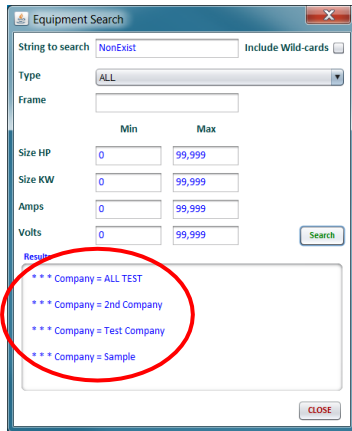 Equipment Search
X
String to search NonExist Include Wild-cards
Type ALL
Frame
Min Max
Size HP 0 99,999
Size KW 0 99,999
Amps 0 99,999
Volts 0 99,999 Search
Results
* * * Company = ALL TEST
* * * Company = 2nd Company
* * * Company = Test Company
* * * Company = Sample
CLOSE